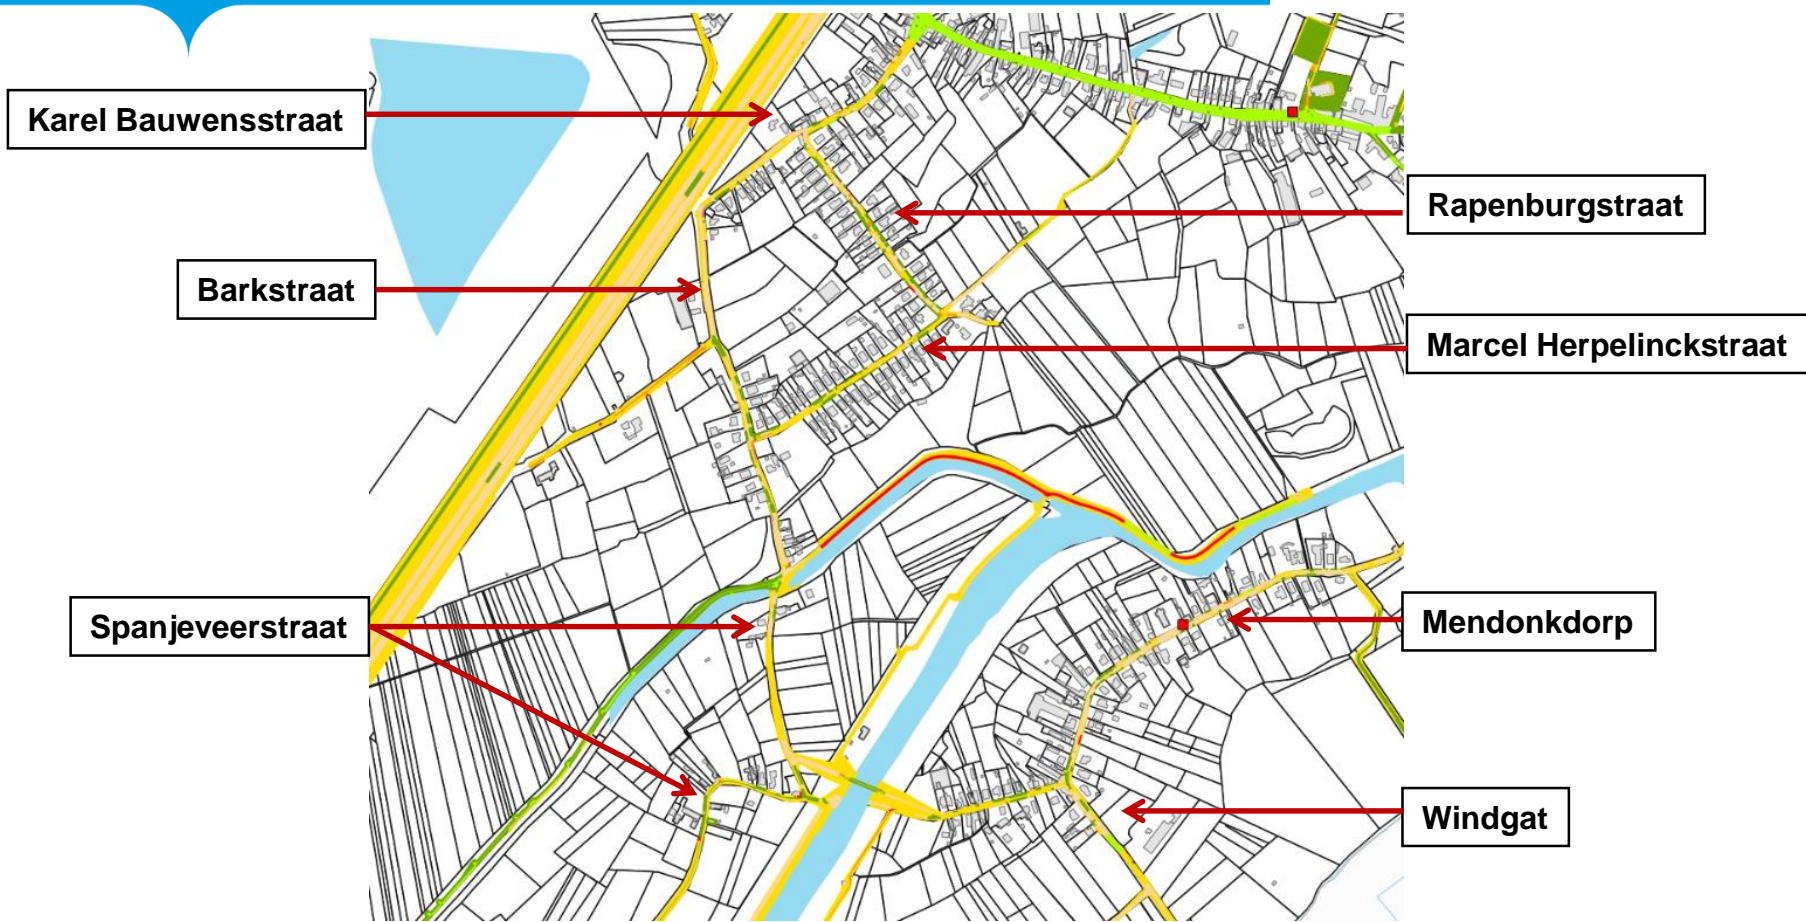 Karel Bauwensstraat
Rapenburgstraat
Barkstraat
Marcel Herpelinckstraat
Spanjeveerstraat
Mendonkdorp
Windgat